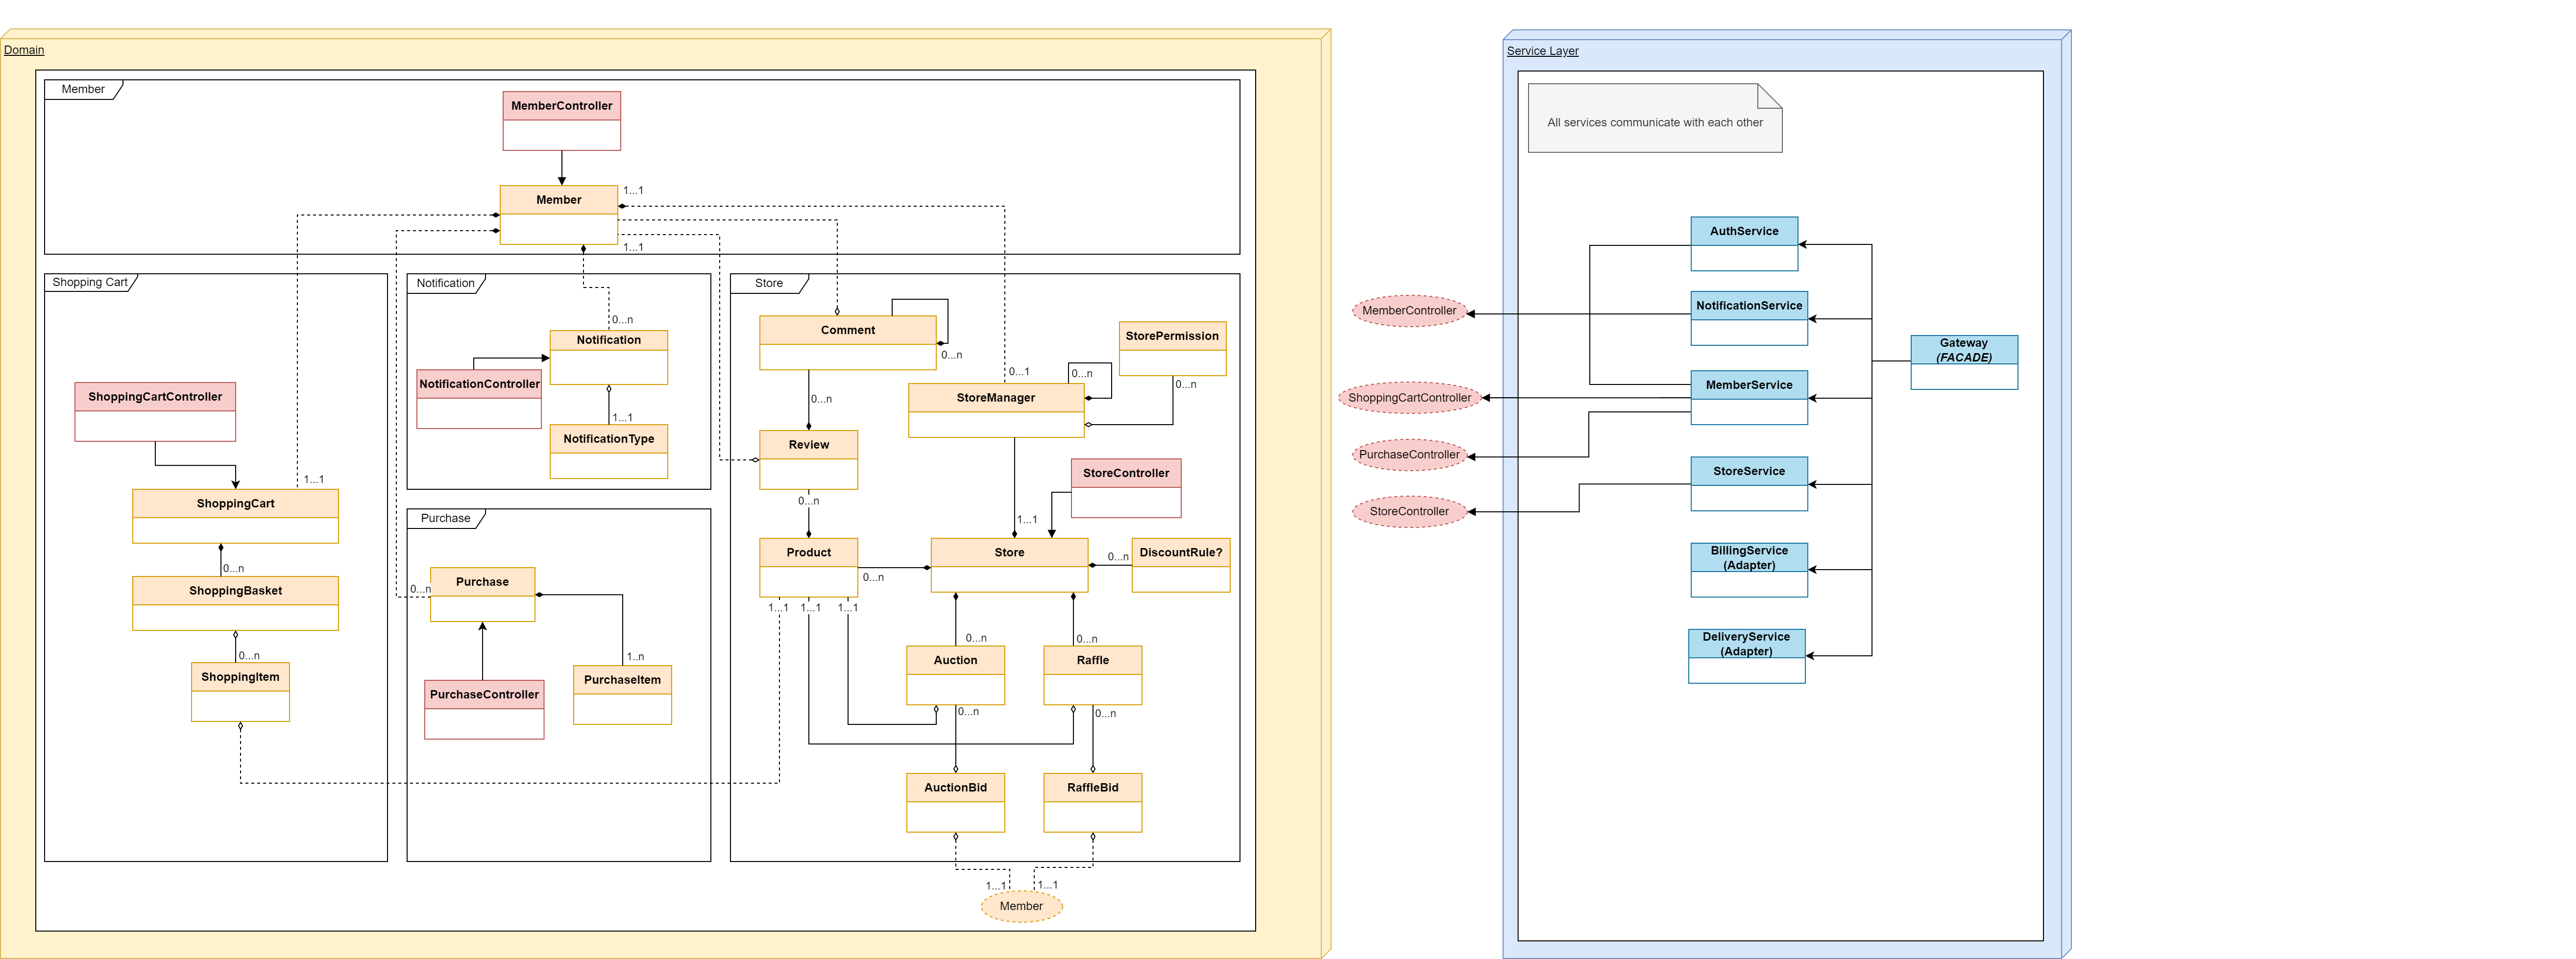 Domain
Member
MemberController
Member
1...1
1...1
Shopping Cart
ShoppingCartController
1...1
ShoppingCart
0...n
ShoppingBasket
0...n
ShoppingItem
Notification
0...n
Notification
NotificationController
1...1
NotificationType
Purchase
0...n
Purchase
1..n
PurchaseController
PurchaseItem
Store
Comment
0...n
StorePermission
0...1
0...n
0...n
StoreManager
0...n
Review
StoreController
0...n
1...1
Product
0...n
Store
0...n
DiscountRule?
1...1
1...1
1...1
0...n
0...n
Auction
Raffle
0...n
0...n
AuctionBid
RaffleBid
1...1
1...1
Member
MemberController
ShoppingCartController
PurchaseController
StoreController
Service Layer
All services communicate with each other
AuthService
NotificationService
Gateway
(FACADE)
MemberService
StoreService
BillingService
(Adapter)
DeliveryService
(Adapter)